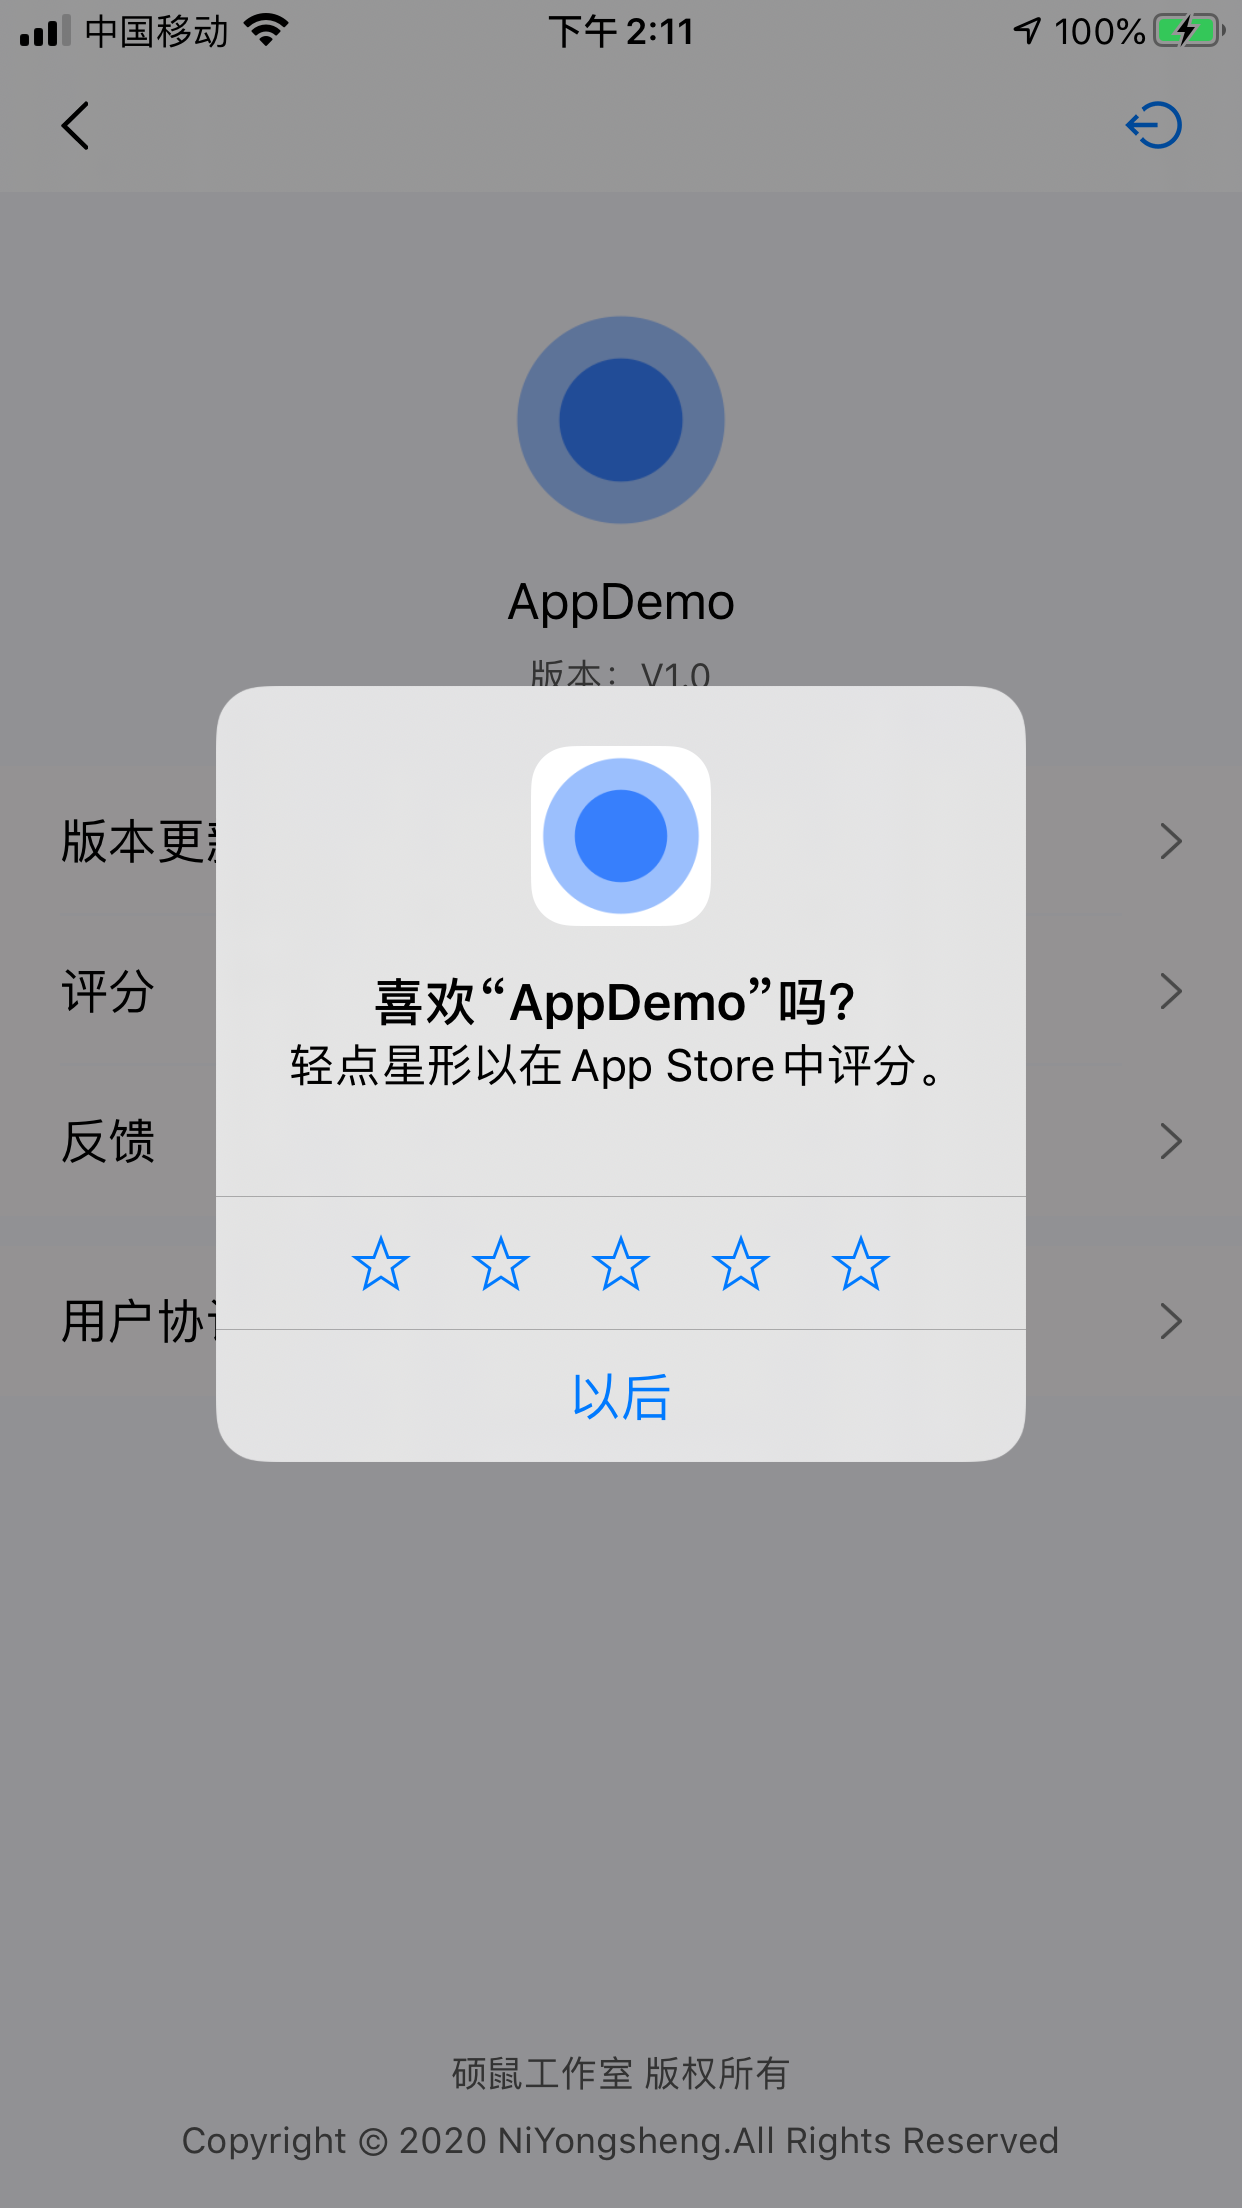 中国移动
下午 2:11
100%
AppDemo
版本：V1.0
喜欢“AppDemo”吗?
轻点星形以在 App Store 中评分。
版本更
评分
反馈
用户协
以后
硕鼠工作室 版权所有
Copyright © 2020 NiYongsheng.All Rights Reserved